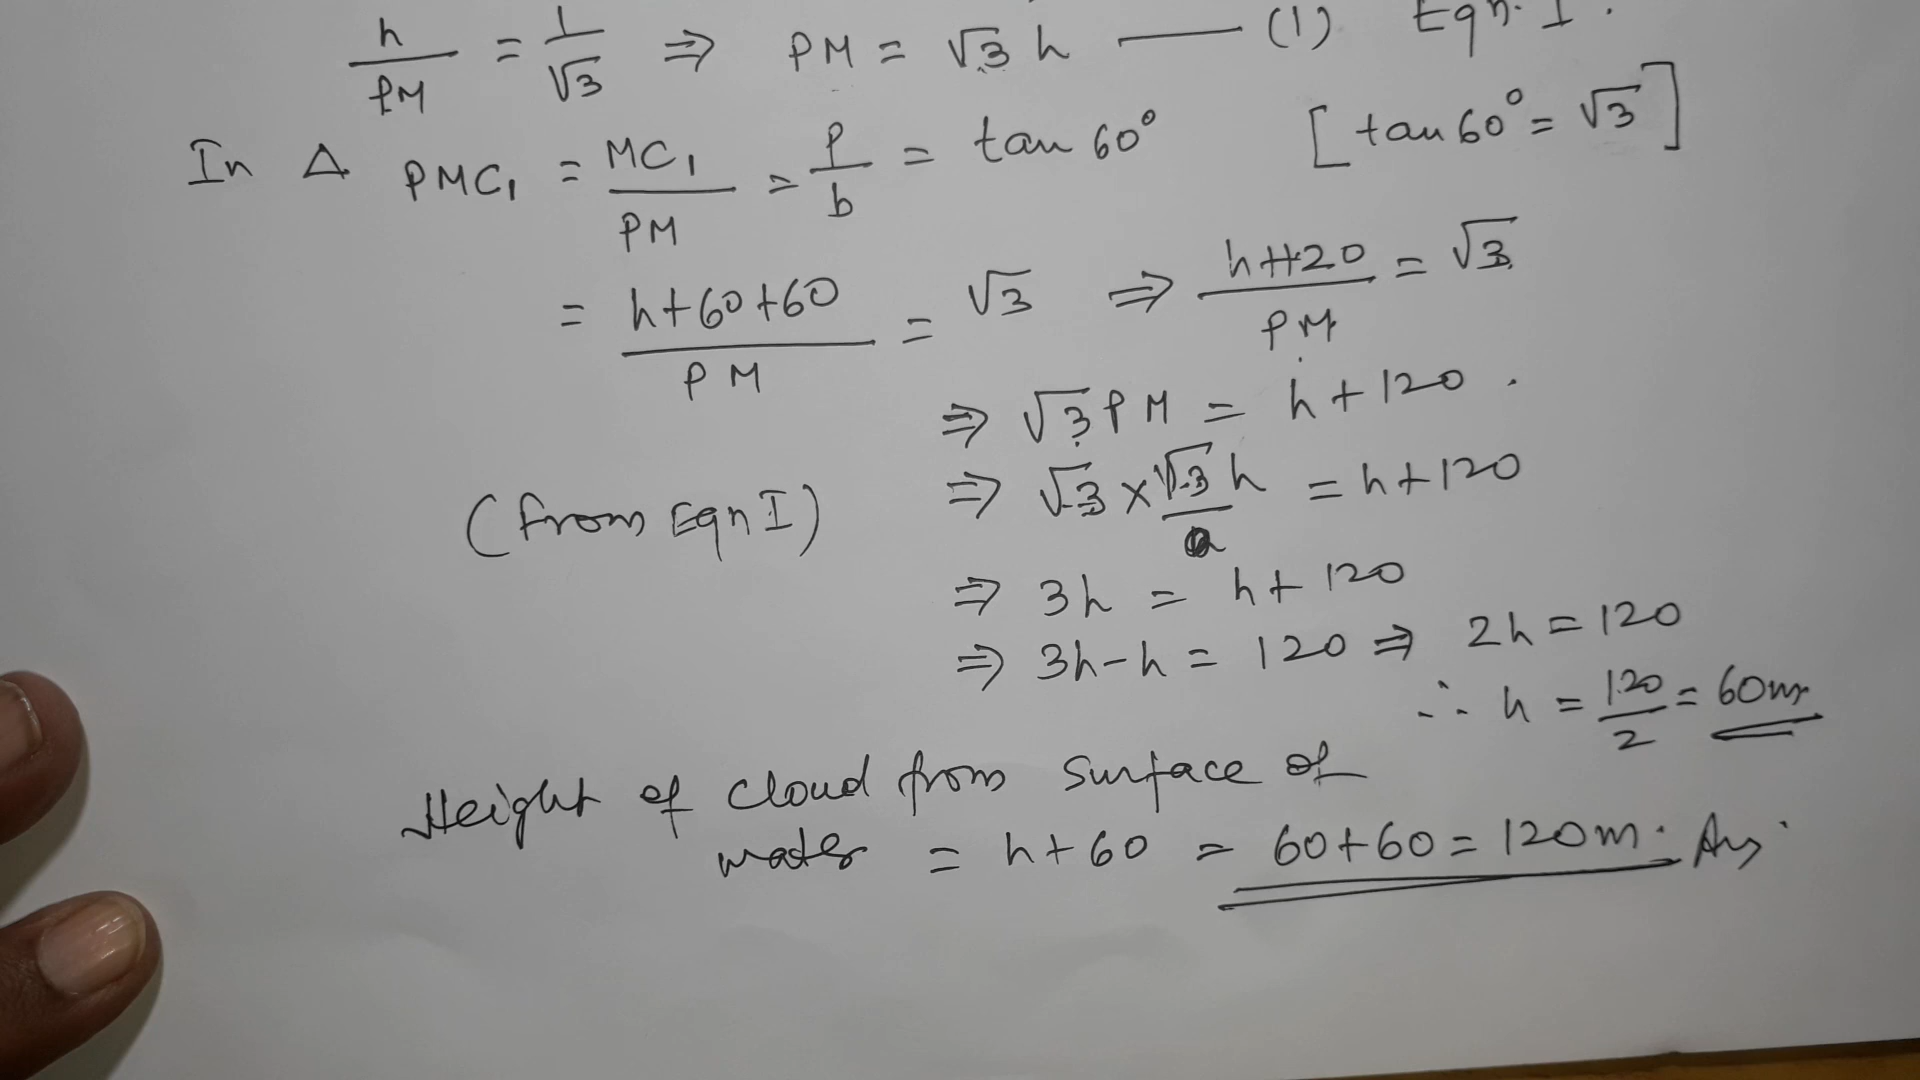 h/PM = 1/√3 ⇒ PM = √3 h —— (1) Eqn. I.
In Δ PMC₁ = MC₁/PM = P/b = tan 60° [tan 60° = √3]
= h+60+60/PM = √3 ⇒ h+120/PM = √3
⇒ √3 PM = h + 120.
(from Eqn I) ⇒ √3 × √3 h = h + 120
⇒ 3h = h + 120
⇒ 3h-h = 120 ⇒ 2h = 120
∴ h = 120/2 = 60m
Height of cloud from surface of
water = h + 60 = 60+60 = 120m. Ans.